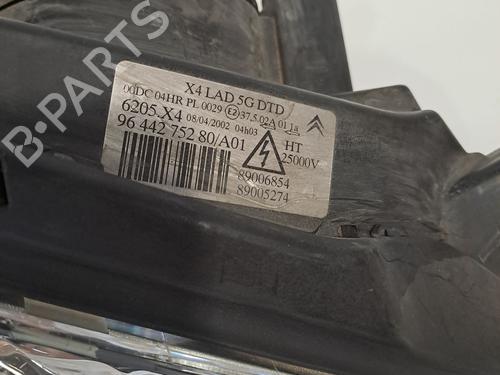 X4 LAD 5G DTD
00DC 04HR PL 0029 E2 37.5.02A 01 1a
6205.X4 08/04/2002 04h03
96 442 752 80/A01
HT
25000V
89006854
89005274
B-PARTS